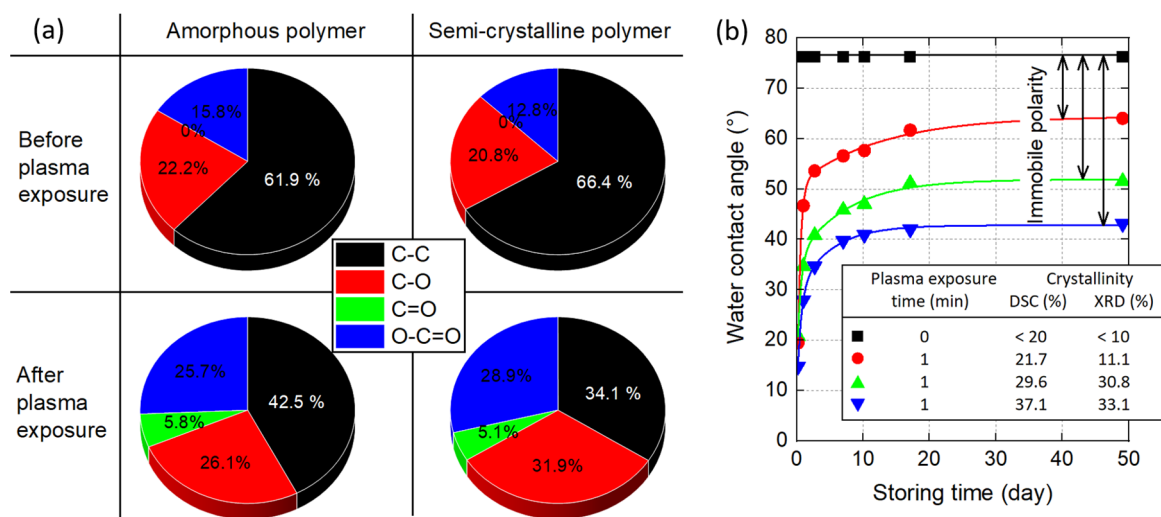 (a)
Amorphous polymer
Semi-crystalline polymer
Before
plasma
exposure
15.8%
0%
22.2%
61.9 %
12.8%
0%
20.8%
66.4 %
C-C
C-O
C=O
O-C=O
After
plasma
exposure
25.7%
5.8%
26.1%
42.5 %
28.9%
5.1%
31.9%
34.1 %
(b)
80
70
60
50
40
30
20
10
0
Water contact angle (°)
Immobile polarity
Plasma exposure Crystallinity
time (min) DSC (%) XRD (%)
0 < 20 < 10
1 21.7 11.1
1 29.6 30.8
1 37.1 33.1
0 10 20 30 40 50
Storing time (day)